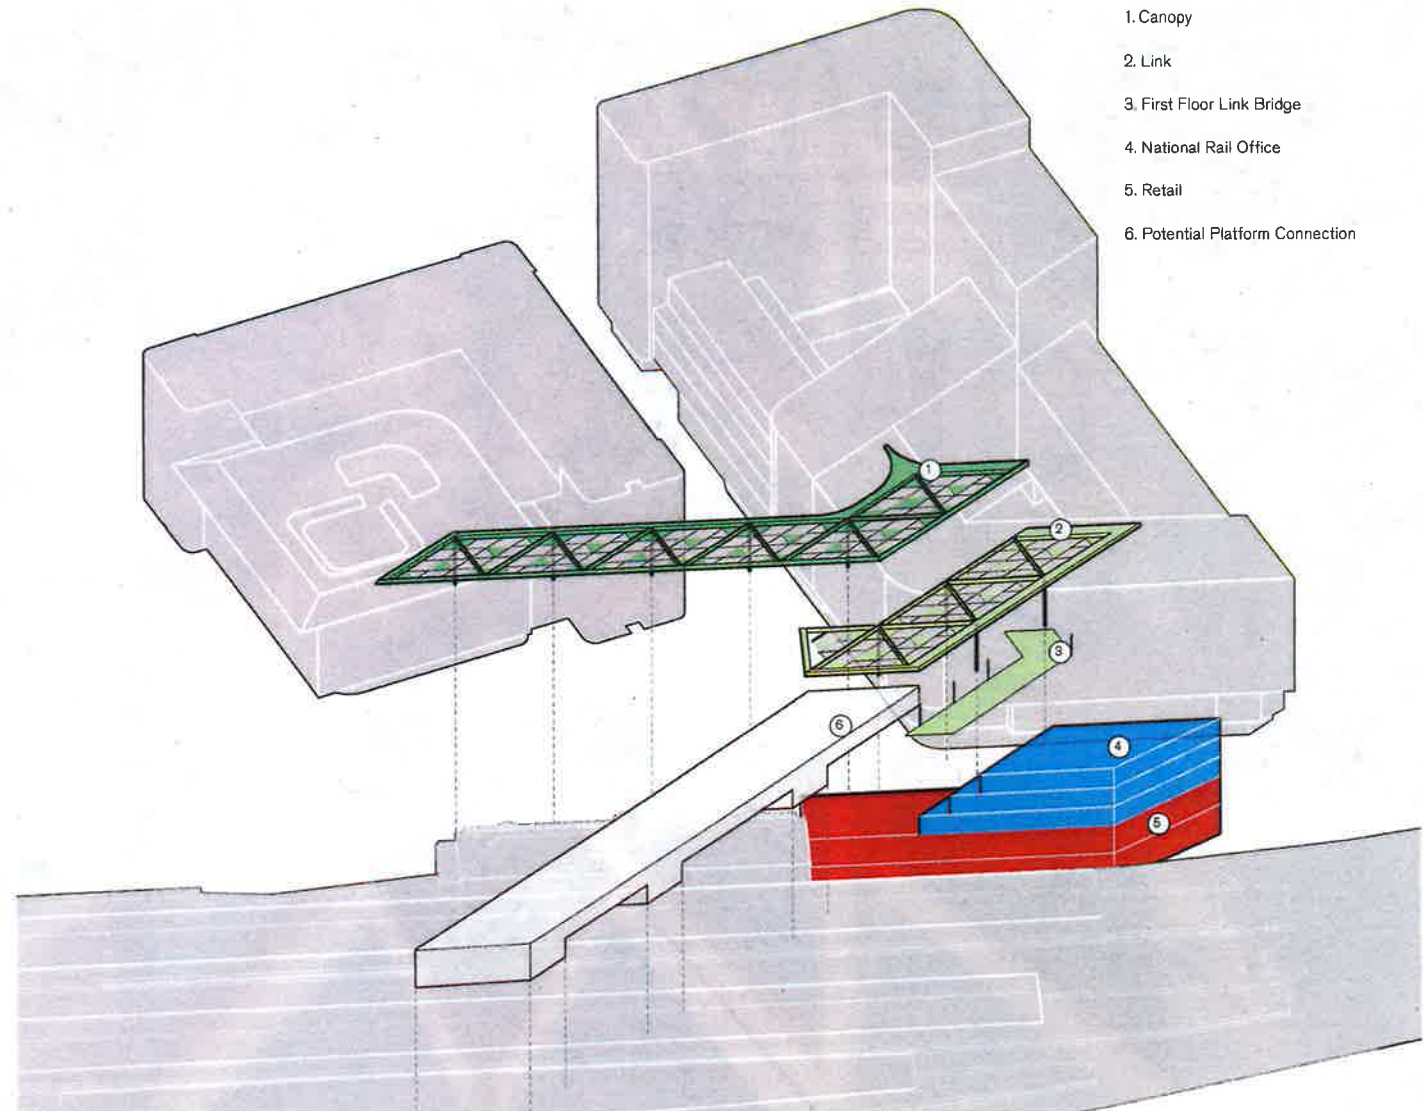 1. Canopy
2. Link
3. First Floor Link Bridge
4. National Rail Office
5. Retail
6. Potential Platform Connection
1
2
3
6
4
5